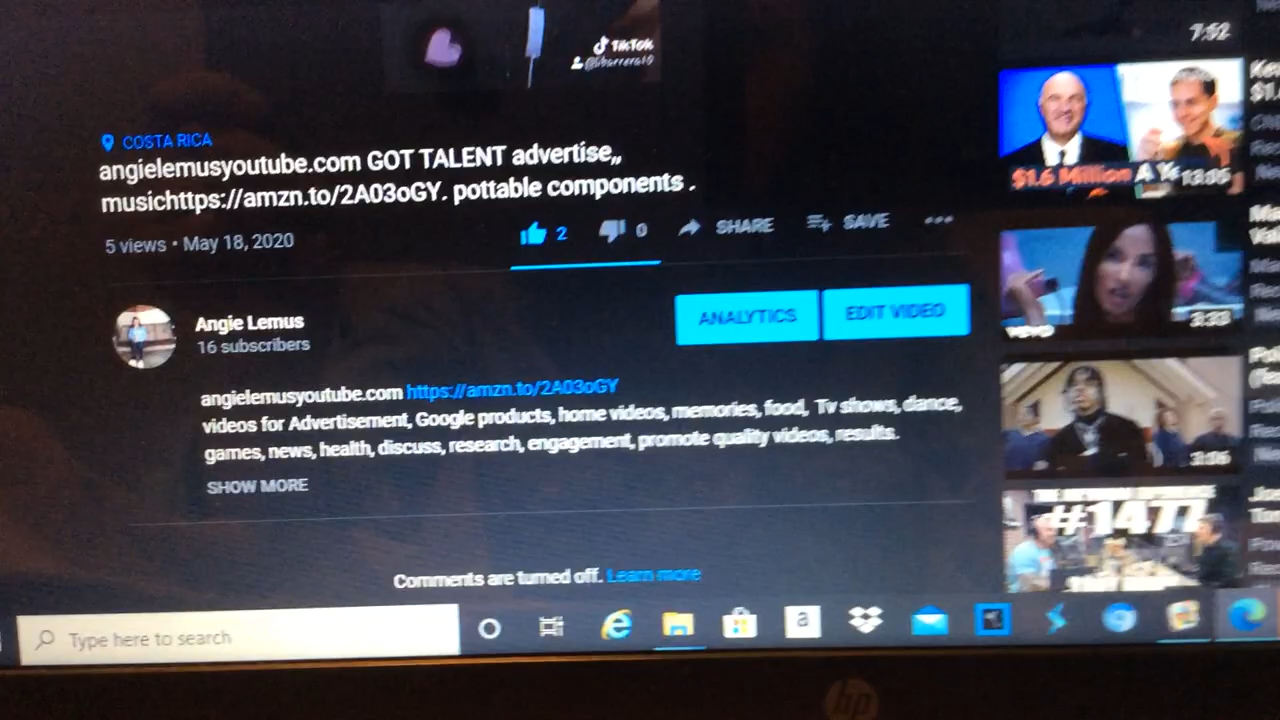 7:52
TikTok
COSTA RICA
angielemusyoutube.com GOT TALENT advertise,,
musichttps://amzn.to/2A03oGY. pottable components .
5 views • May 18, 2020
2
0
SHARE
SAVE
Angie Lemus
16 subscribers
ANALYTICS
EDIT VIDEO
angielemusyoutube.com https://amzn.to/2A03oGY
videos for Advertisement, Google products, home videos, memories, food, Tv shows, dance,
games, news, health, discuss, research, engagement, promote quality videos, results.
SHOW MORE
Comments are turned off. Learn more
$1.6 Million A
13:05
vevo
3:33
3:06
#1477
Type here to search
a
hp